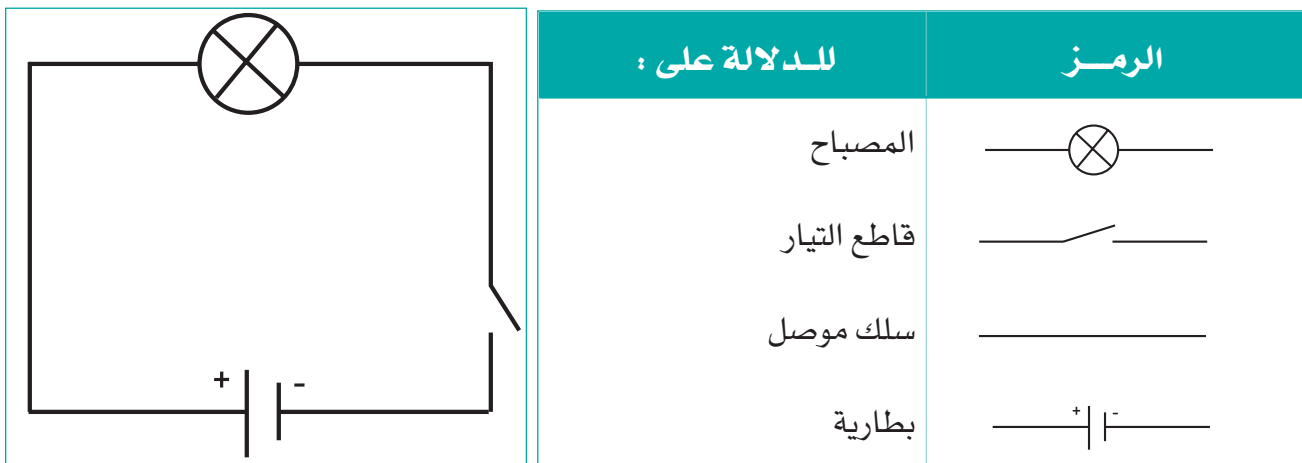 الرمـــز للـدلالة على :
المصباح
قاطع التيار
سلك موصل
بطارية
+ -
+ -